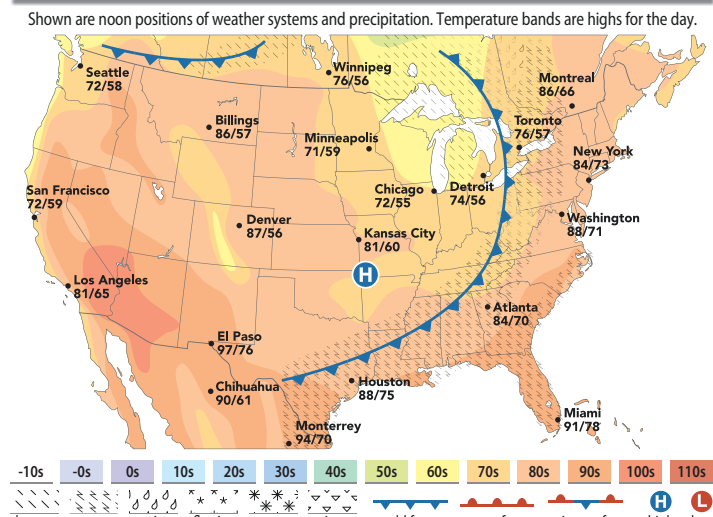 Shown are noon positions of weather systems and precipitation. Temperature bands are highs for the day.
Seattle
72/58
Winnipeg
76/56
Montreal
86/66
Billings
86/57
Minneapolis
71/59
Toronto
76/57
New York
84/73
San Francisco
72/59
Chicago
72/55
Detroit
74/56
Denver
87/56
Kansas City
81/60
Washington
88/71
H
Los Angeles
81/65
Atlanta
84/70
El Paso
97/76
Chihuahua
90/61
Houston
88/75
Monterrey
94/70
Miami
91/78
-10s -0s 0s 10s 20s 30s 40s 50s 60s 70s 80s 90s 100s 110s
H L